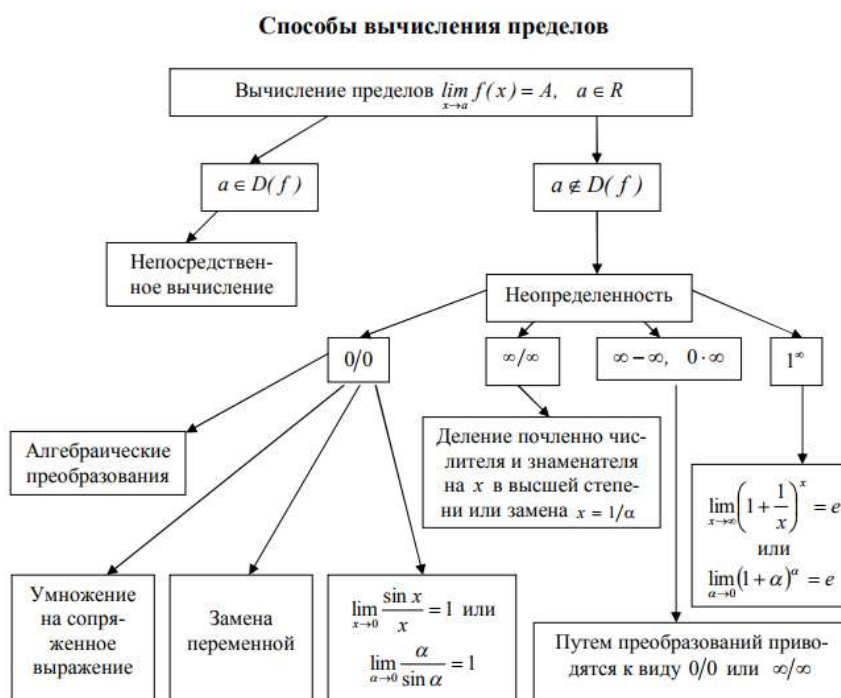 Способы вычисления пределов
Вычисление пределов lim f(x) = A, a ∈ R
x→a
a ∈ D(f)
a ∉ D(f)
Непосредствен-
ное вычисление
Неопределенность
0/0
∞/∞
∞ − ∞, 0 · ∞
1^∞
Алгебраические
преобразования
Деление почленно чис-
лителя и знаменателя
на x в высшей степе-
ни или замена x = 1/α
lim_{x→∞} (1 + 1/x)^x = e
или
lim_{α→0} (1 + α)^α = e
Умножение
на сопря-
женное
выражение
Замена
переменной
lim_{x→0} sin x / x = 1 или
lim_{α→0} α / sin α = 1
Путем преобразований приво-
дятся к виду 0/0 или ∞/∞